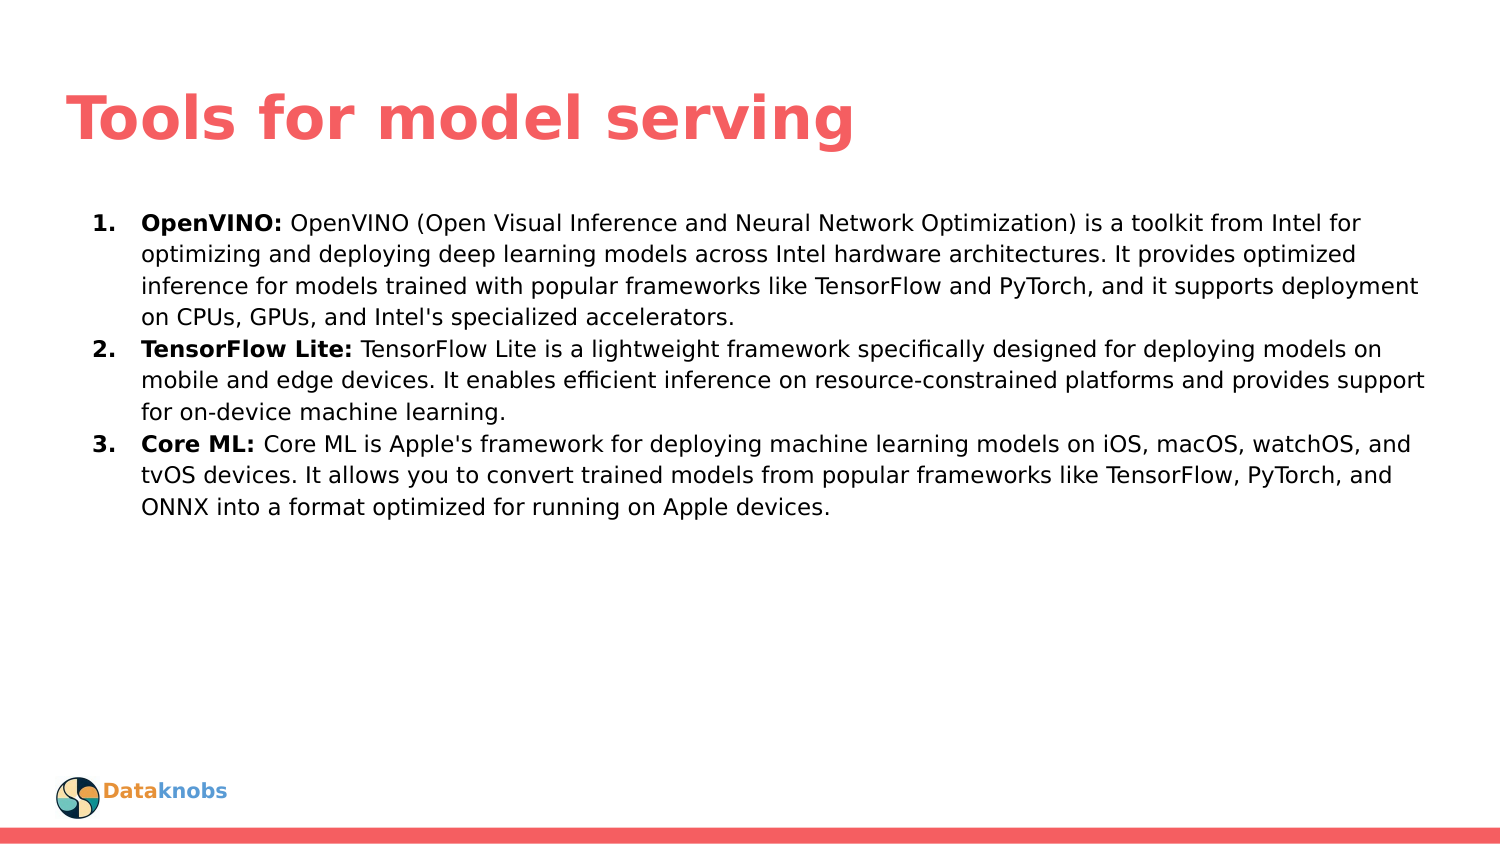 Tools for model serving
1. OpenVINO: OpenVINO (Open Visual Inference and Neural Network Optimization) is a toolkit from Intel for
optimizing and deploying deep learning models across Intel hardware architectures. It provides optimized
inference for models trained with popular frameworks like TensorFlow and PyTorch, and it supports deployment
on CPUs, GPUs, and Intel's specialized accelerators.
2. TensorFlow Lite: TensorFlow Lite is a lightweight framework specifically designed for deploying models on
mobile and edge devices. It enables efficient inference on resource-constrained platforms and provides support
for on-device machine learning.
3. Core ML: Core ML is Apple's framework for deploying machine learning models on iOS, macOS, watchOS, and
tvOS devices. It allows you to convert trained models from popular frameworks like TensorFlow, PyTorch, and
ONNX into a format optimized for running on Apple devices.
Dataknobs